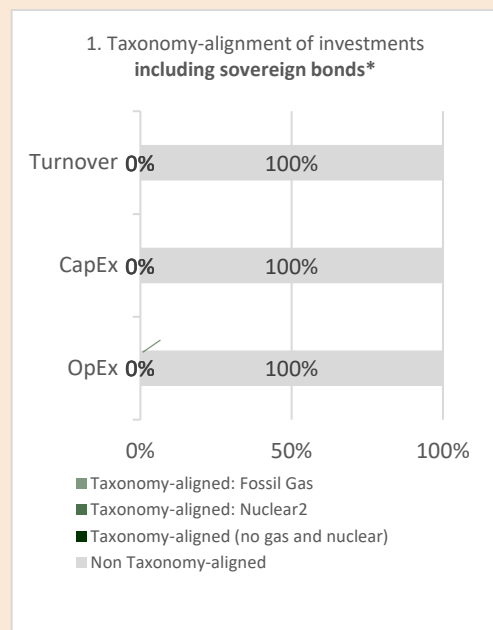 1. Taxonomy-alignment of investments
including sovereign bonds*
Turnover 0% 100%
CapEx 0% 100%
OpEx 0% 100%
0% 50% 100%
Taxonomy-aligned: Fossil Gas
Taxonomy-aligned: Nuclear2
Taxonomy-aligned (no gas and nuclear)
Non Taxonomy-aligned